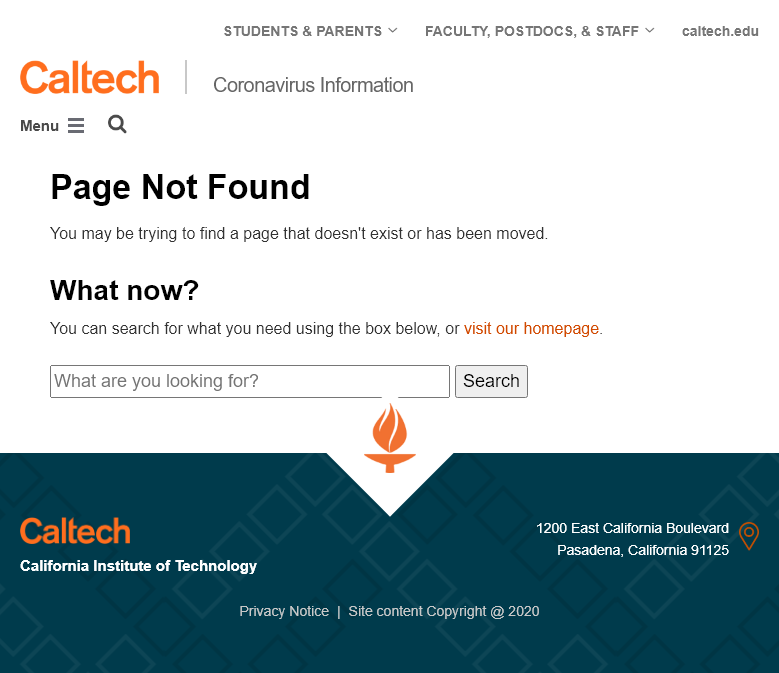 STUDENTS & PARENTS FACULTY, POSTDOCS, & STAFF caltech.edu
Caltech Coronavirus Information
Menu
Page Not Found
You may be trying to find a page that doesn't exist or has been moved.
What now?
You can search for what you need using the box below, or visit our homepage.
What are you looking for? Search
Caltech
California Institute of Technology
1200 East California Boulevard
Pasadena, California 91125
Privacy Notice | Site content Copyright @ 2020